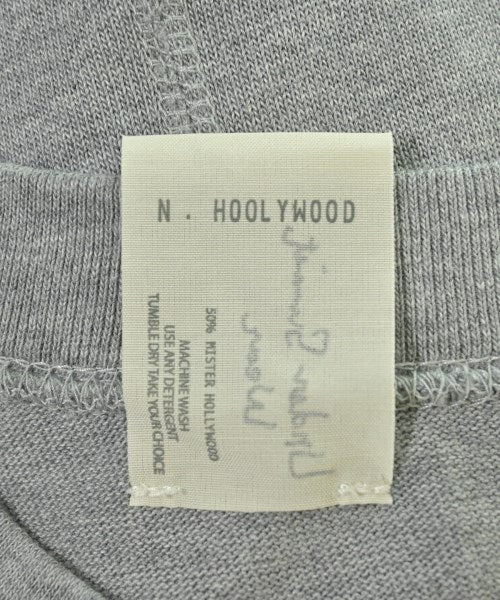 N. HOOLYWOOD
50% MISTER HOLLYWOOD
MACHINE WASH
USE ANY DETERGENT
TUMBLE DRY TAKE YOUR CHOICE